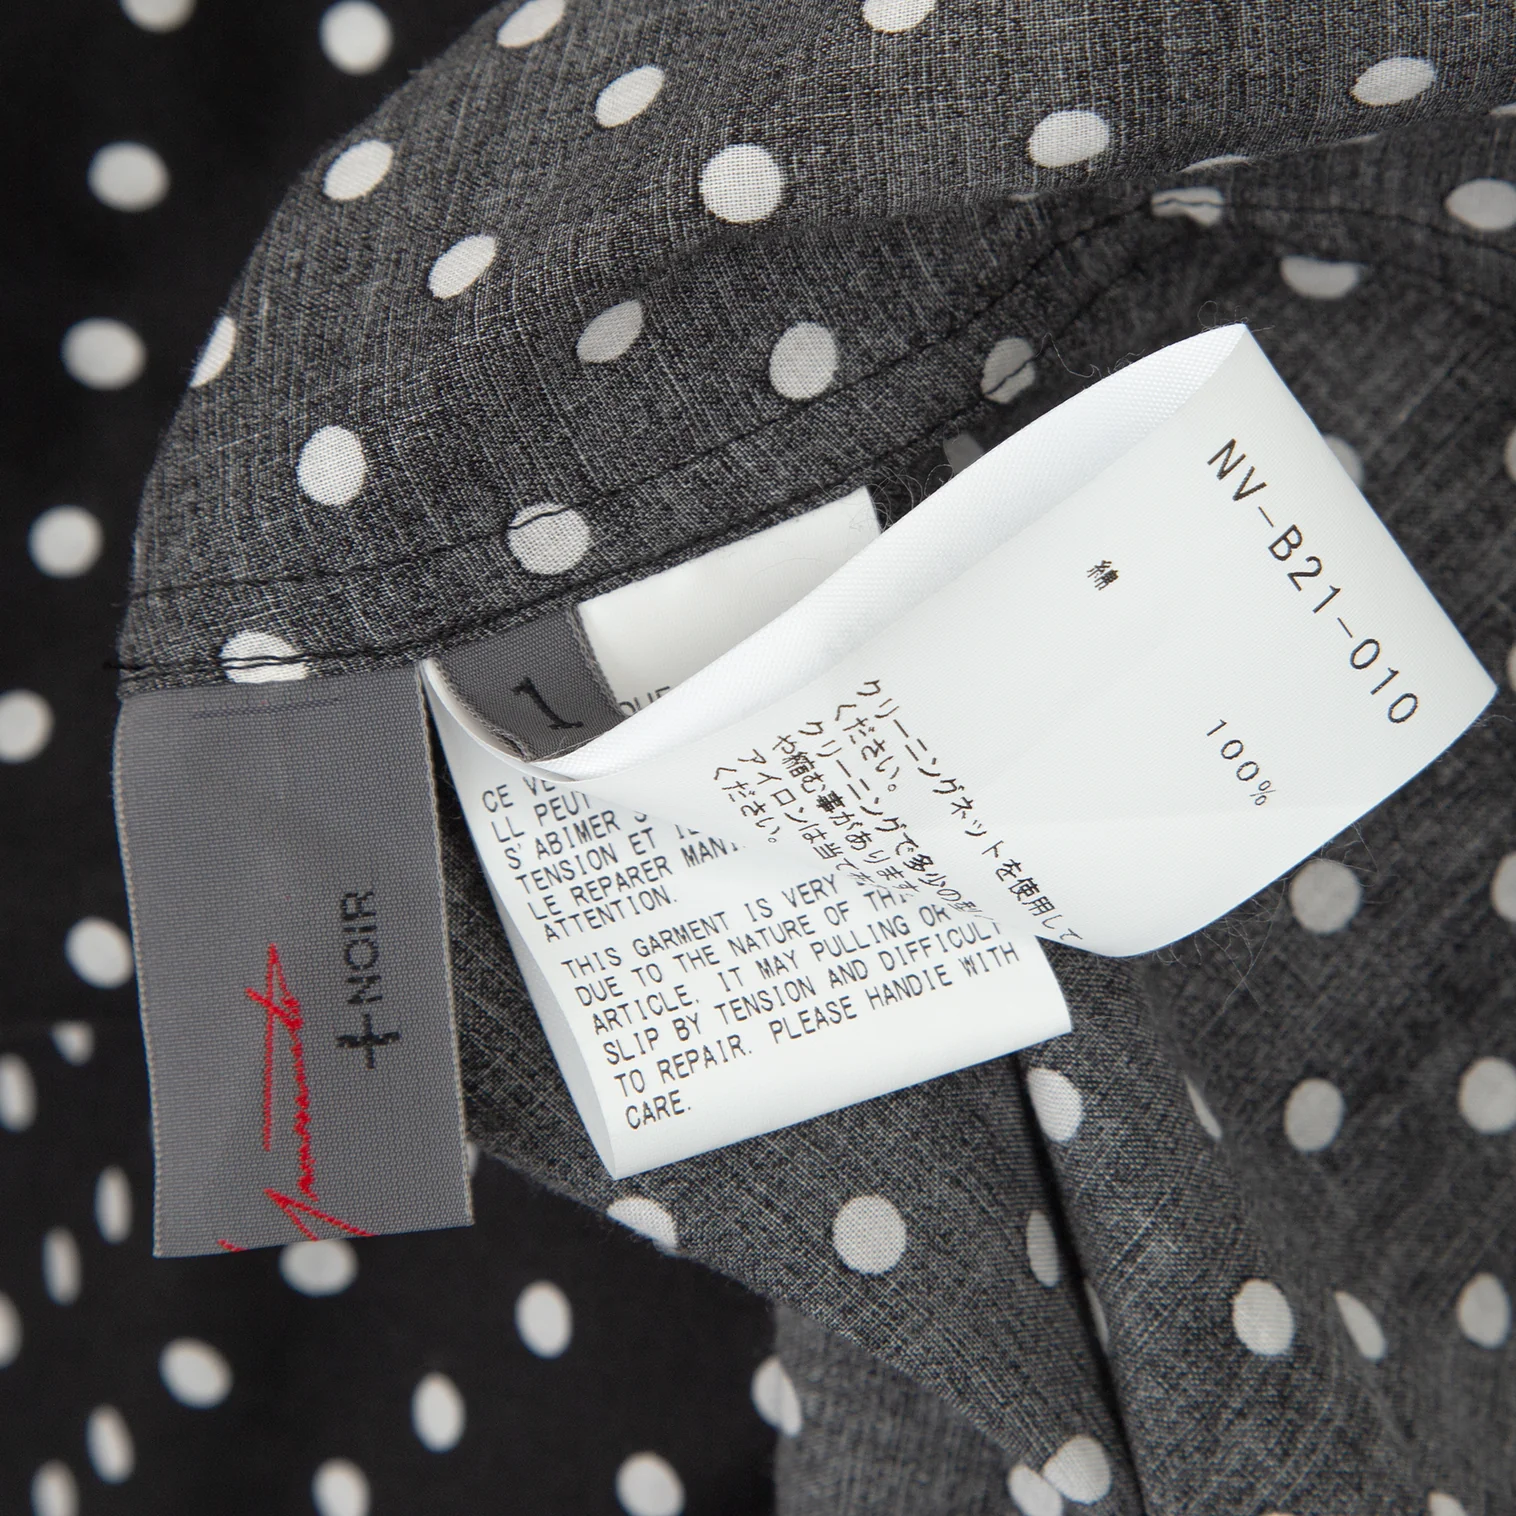 NV-B21-010
綿
100%
クリーニングネットを使用して
ください。
クリーニングで多少の型
や縮む事があります。
アイロンは当て
ください。
1
CE
LL PEUT
S'ABIMER
TENSION ET
LE REPARER
ATTENTION.
THIS GARMENT IS VERY
DUE TO THE NATURE OF
ARTICLE. IT MAY PULLING OR
SLIP BY TENSION AND DIFFICULT
TO REPAIR. PLEASE HANDIE WITH
CARE.
+NOIR